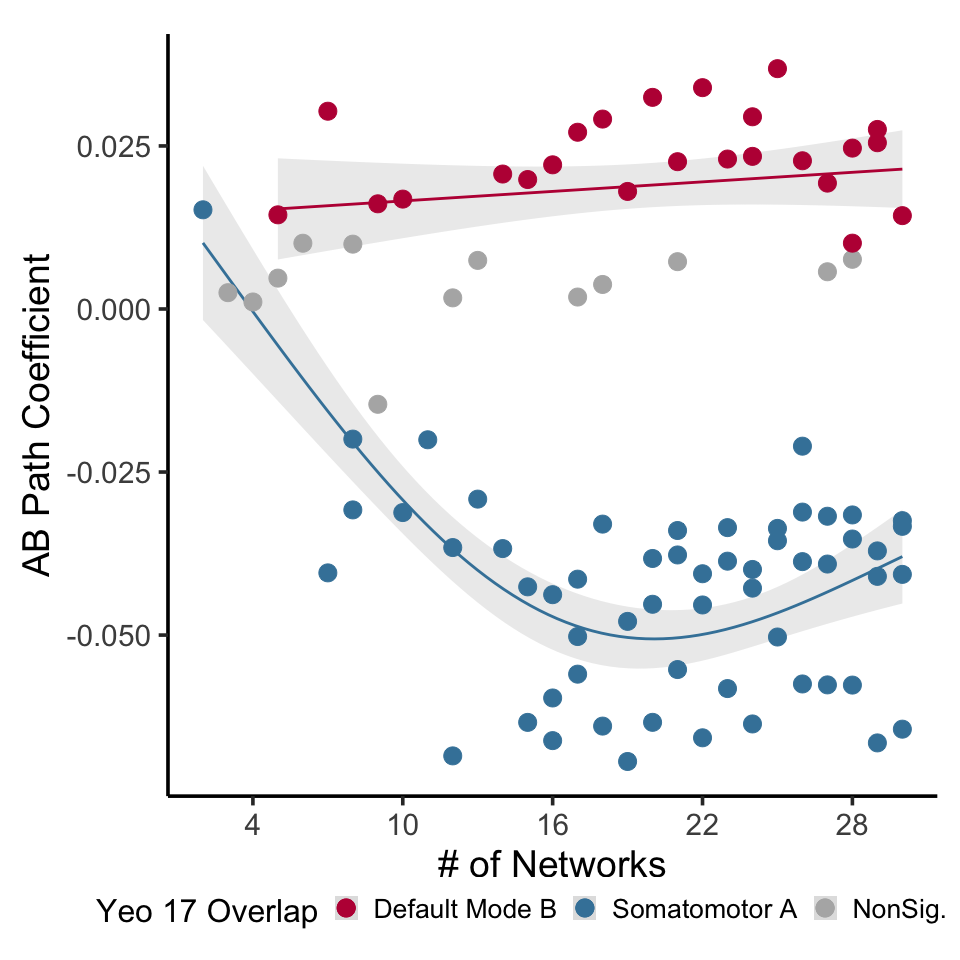 0.025
0.000
-0.025
-0.050
AB Path Coefficient
4 10 16 22 28
# of Networks
Yeo 17 Overlap Default Mode B Somatomotor A NonSig.